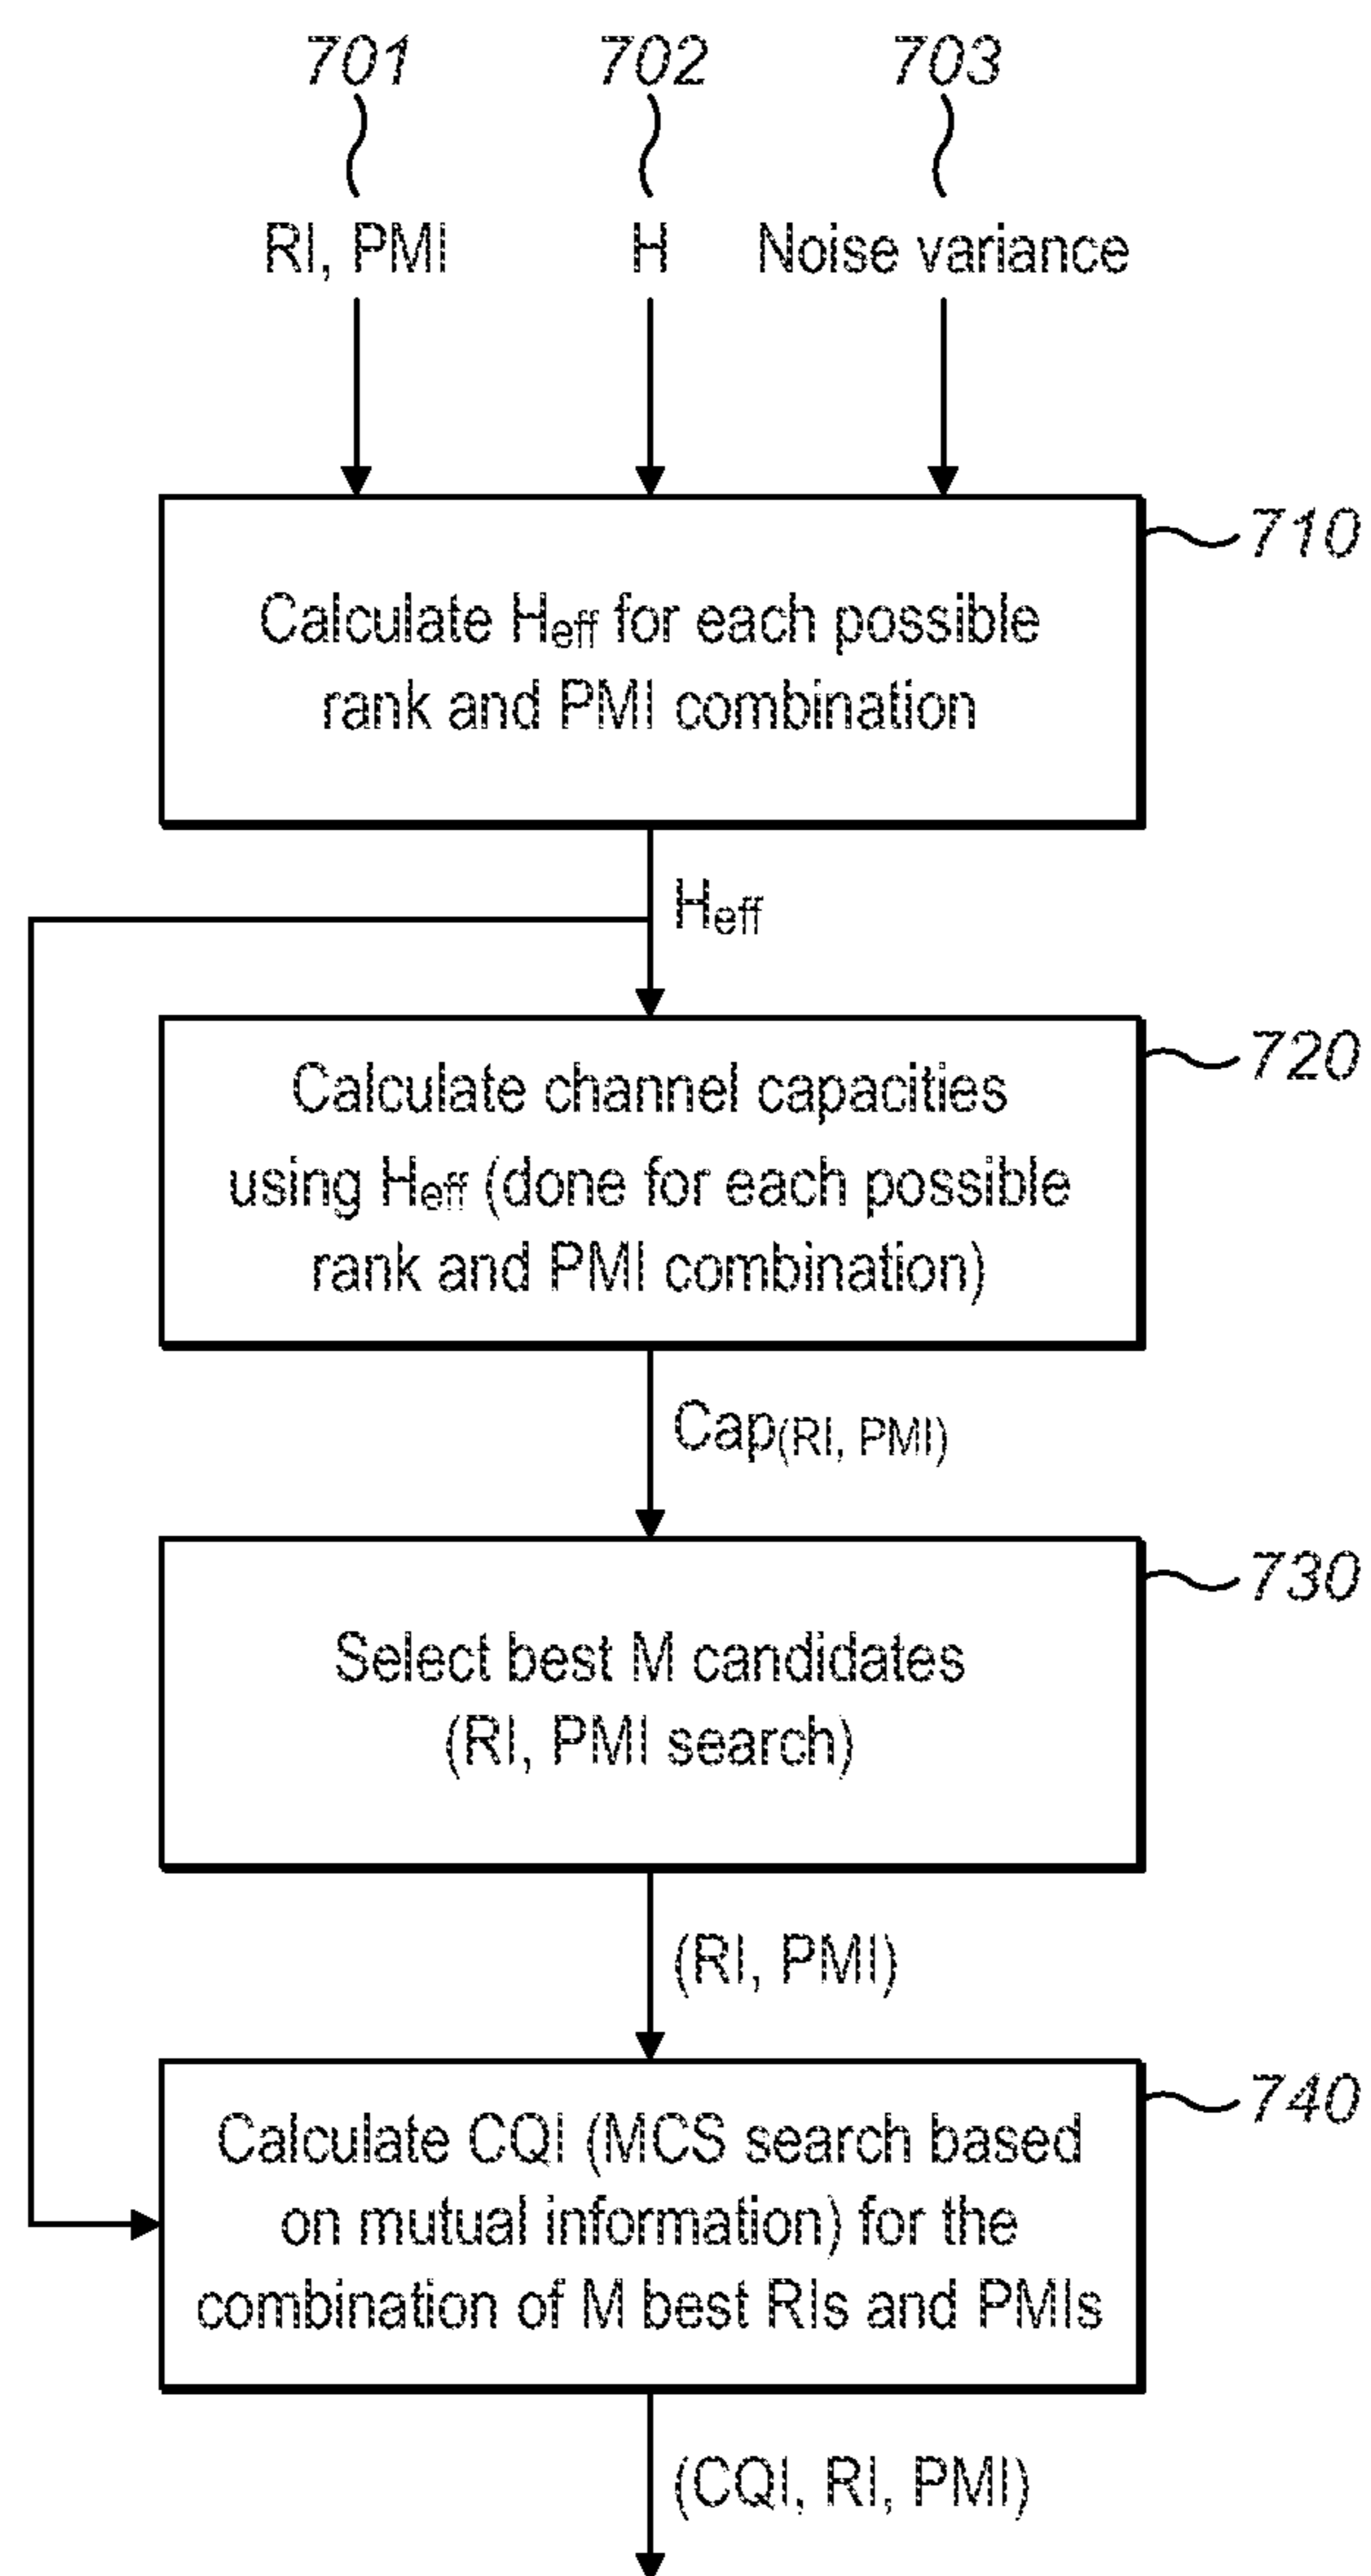 701 702 703
RI, PMI H Noise variance
710
Calculate Heff for each possible
rank and PMI combination
Heff
720
Calculate channel capacities
using Heff (done for each possible
rank and PMI combination)
Cap(RI, PMI)
730
Select best M candidates
(RI, PMI search)
(RI, PMI)
740
Calculate CQI (MCS search based
on mutual information) for the
combination of M best RIs and PMIs
(CQI, RI, PMI)